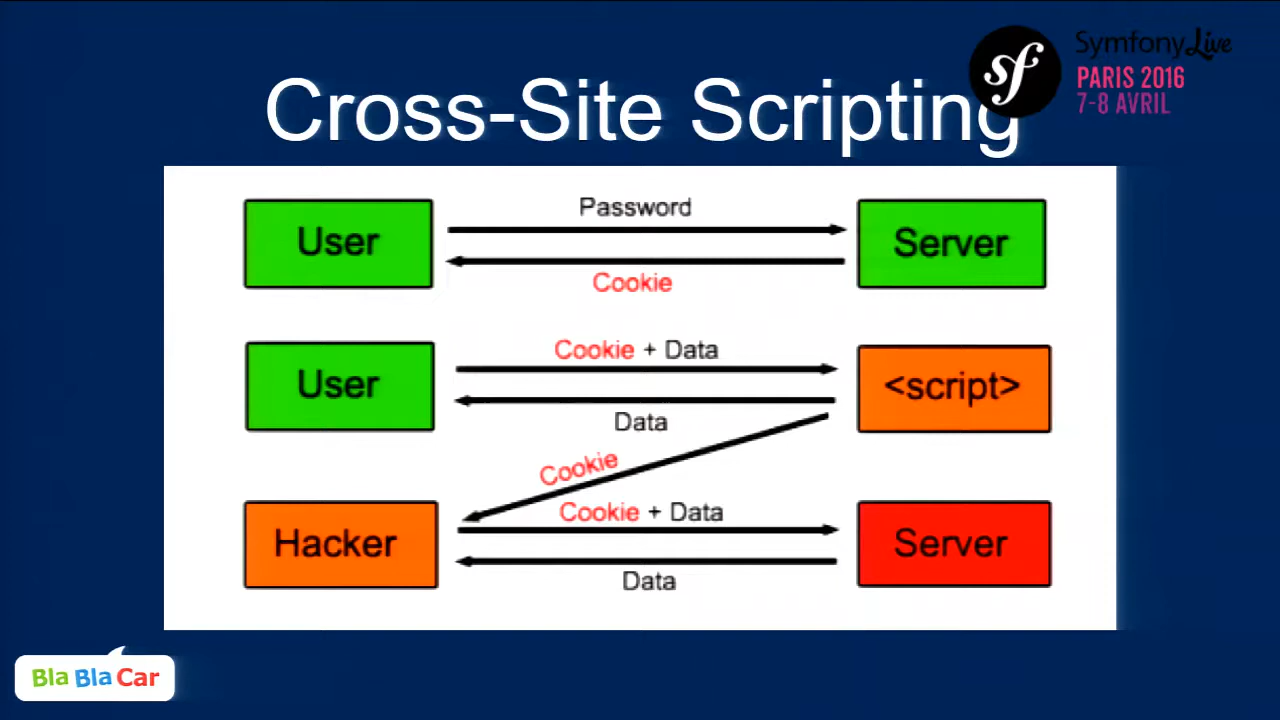 SymfonyLive
PARIS 2016
7-8 AVRIL
sf
Cross-Site Scripting
Password
User
Server
Cookie
Cookie + Data
User
<script>
Data
Cookie
Cookie + Data
Hacker
Server
Data
BlaBlaCar